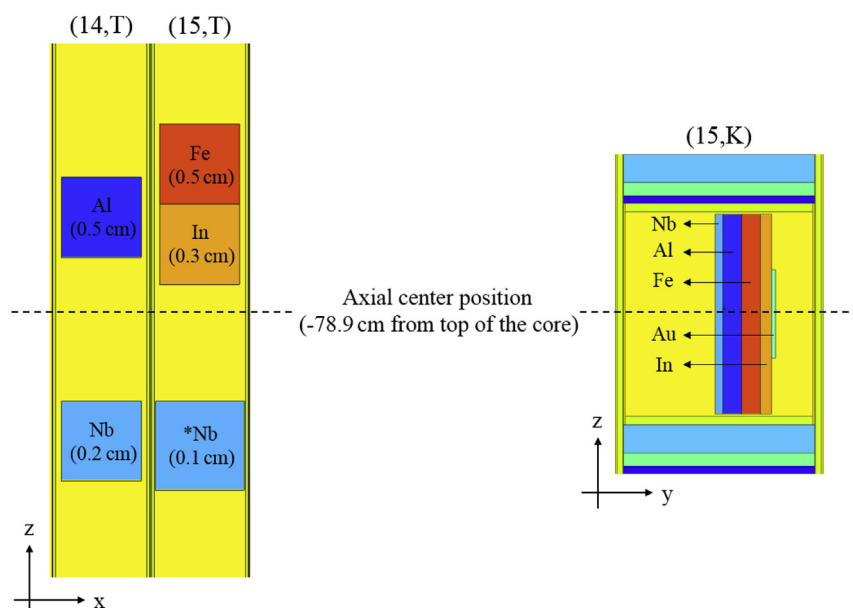 (14,T)
(15,T)
Fe
(0.5 cm)
Al
(0.5 cm)
In
(0.3 cm)
Nb
(0.2 cm)
*Nb
(0.1 cm)
z
x
Axial center position
(-78.9 cm from top of the core)
(15,K)
Nb
Al
Fe
Au
In
z
y